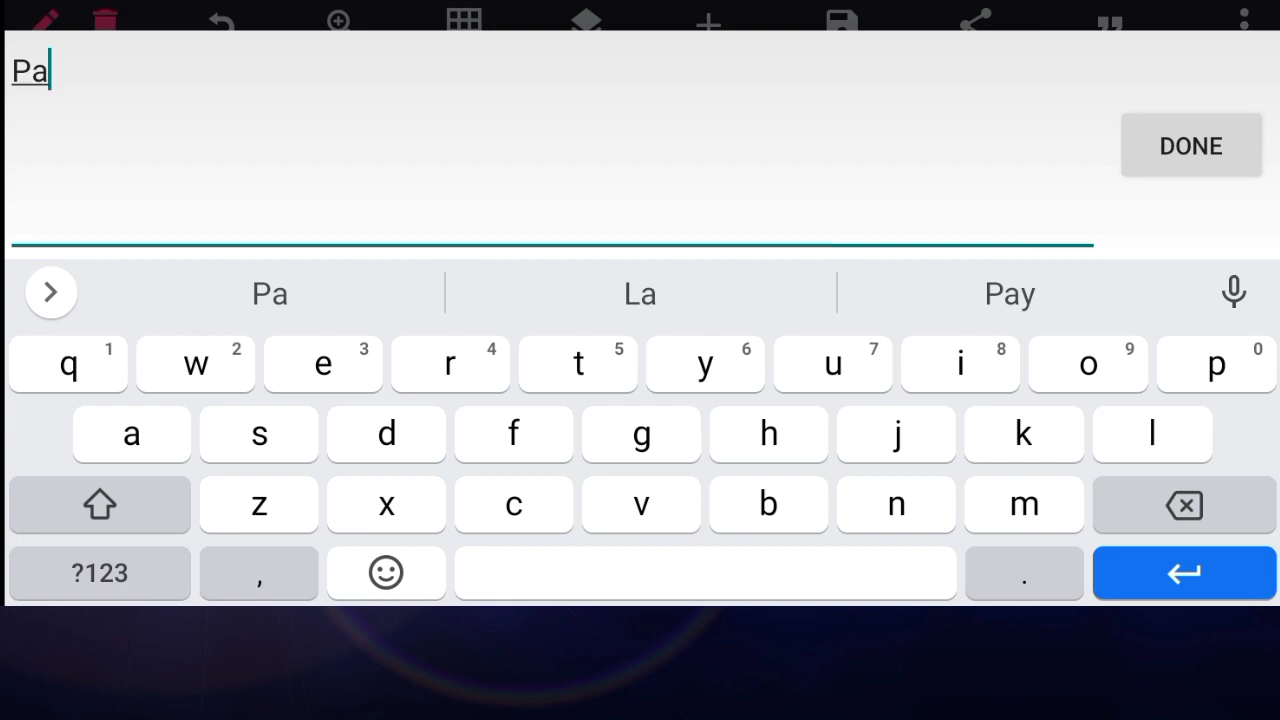 Pa
DONE
Pa La Pay
q 1 w 2 e 3 r 4 t 5 y 6 u 7 i 8 o 9 p 0
a s d f g h j k l
z x c v b n m
?123 , .